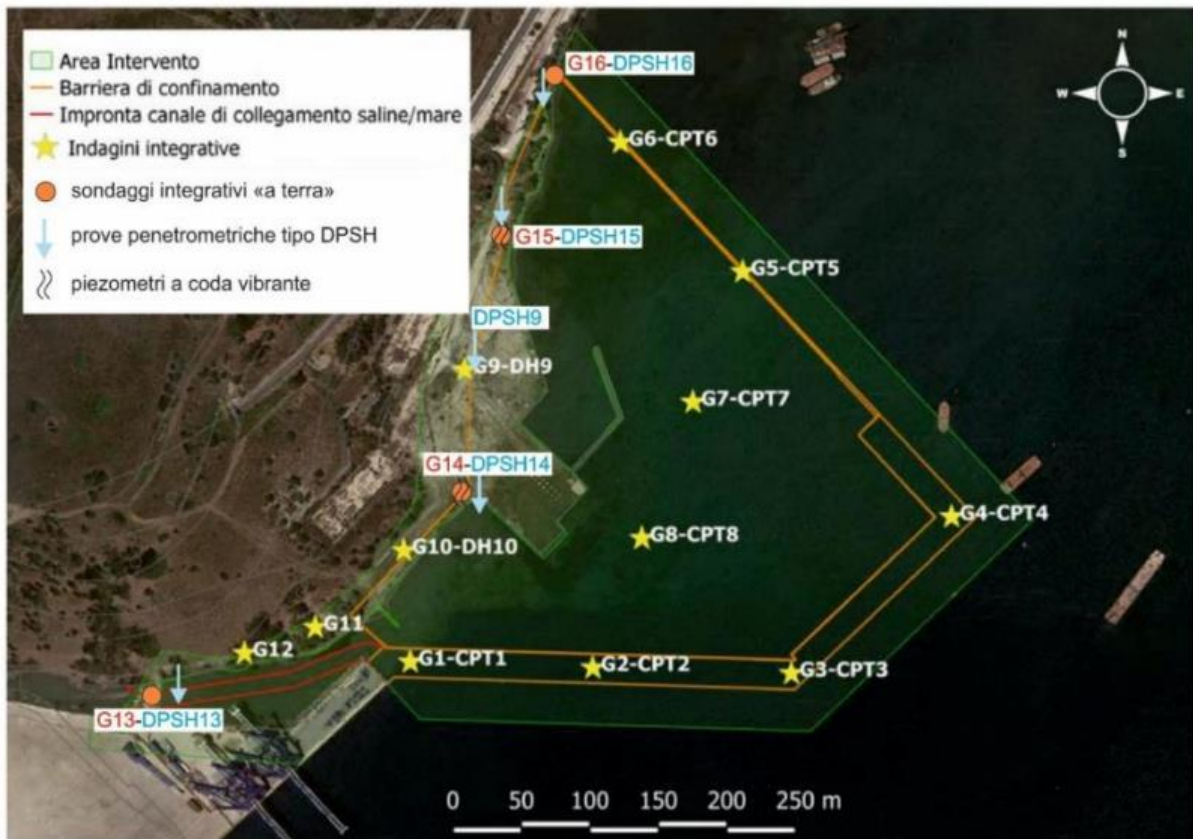 Area Intervento
Barriera di confinamento
Impronta canale di collegamento saline/mare
Indagini integrative
sondaggi integrativi «a terra»
prove penetrometriche tipo DPSH
piezometri a coda vibrante
N
W E
S
G16-DPSH16
G6-CPT6
G15-DPSH15
G5-CPT5
DPSH9
G9-DH9
G7-CPT7
G14-DPSH14
G4-CPT4
G8-CPT8
G10-DH10
G11
G12
G1-CPT1
G2-CPT2
G3-CPT3
G13-DPSH13
0 50 100 150 200 250 m